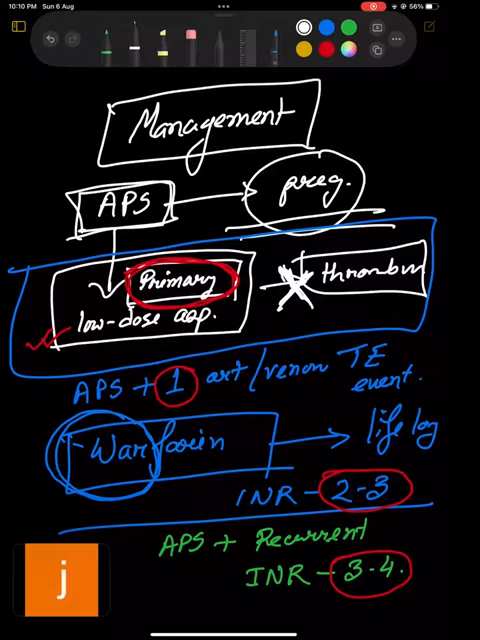 10:10 PM Sun 6 Aug
56%
Management
APS
preg.
Primary
low-dose asp.
thrombus
APS + 1 art/venous TE
event.
Warfarin
life log
INR - 2-3
APS + Recurrent
INR - 3-4.
j